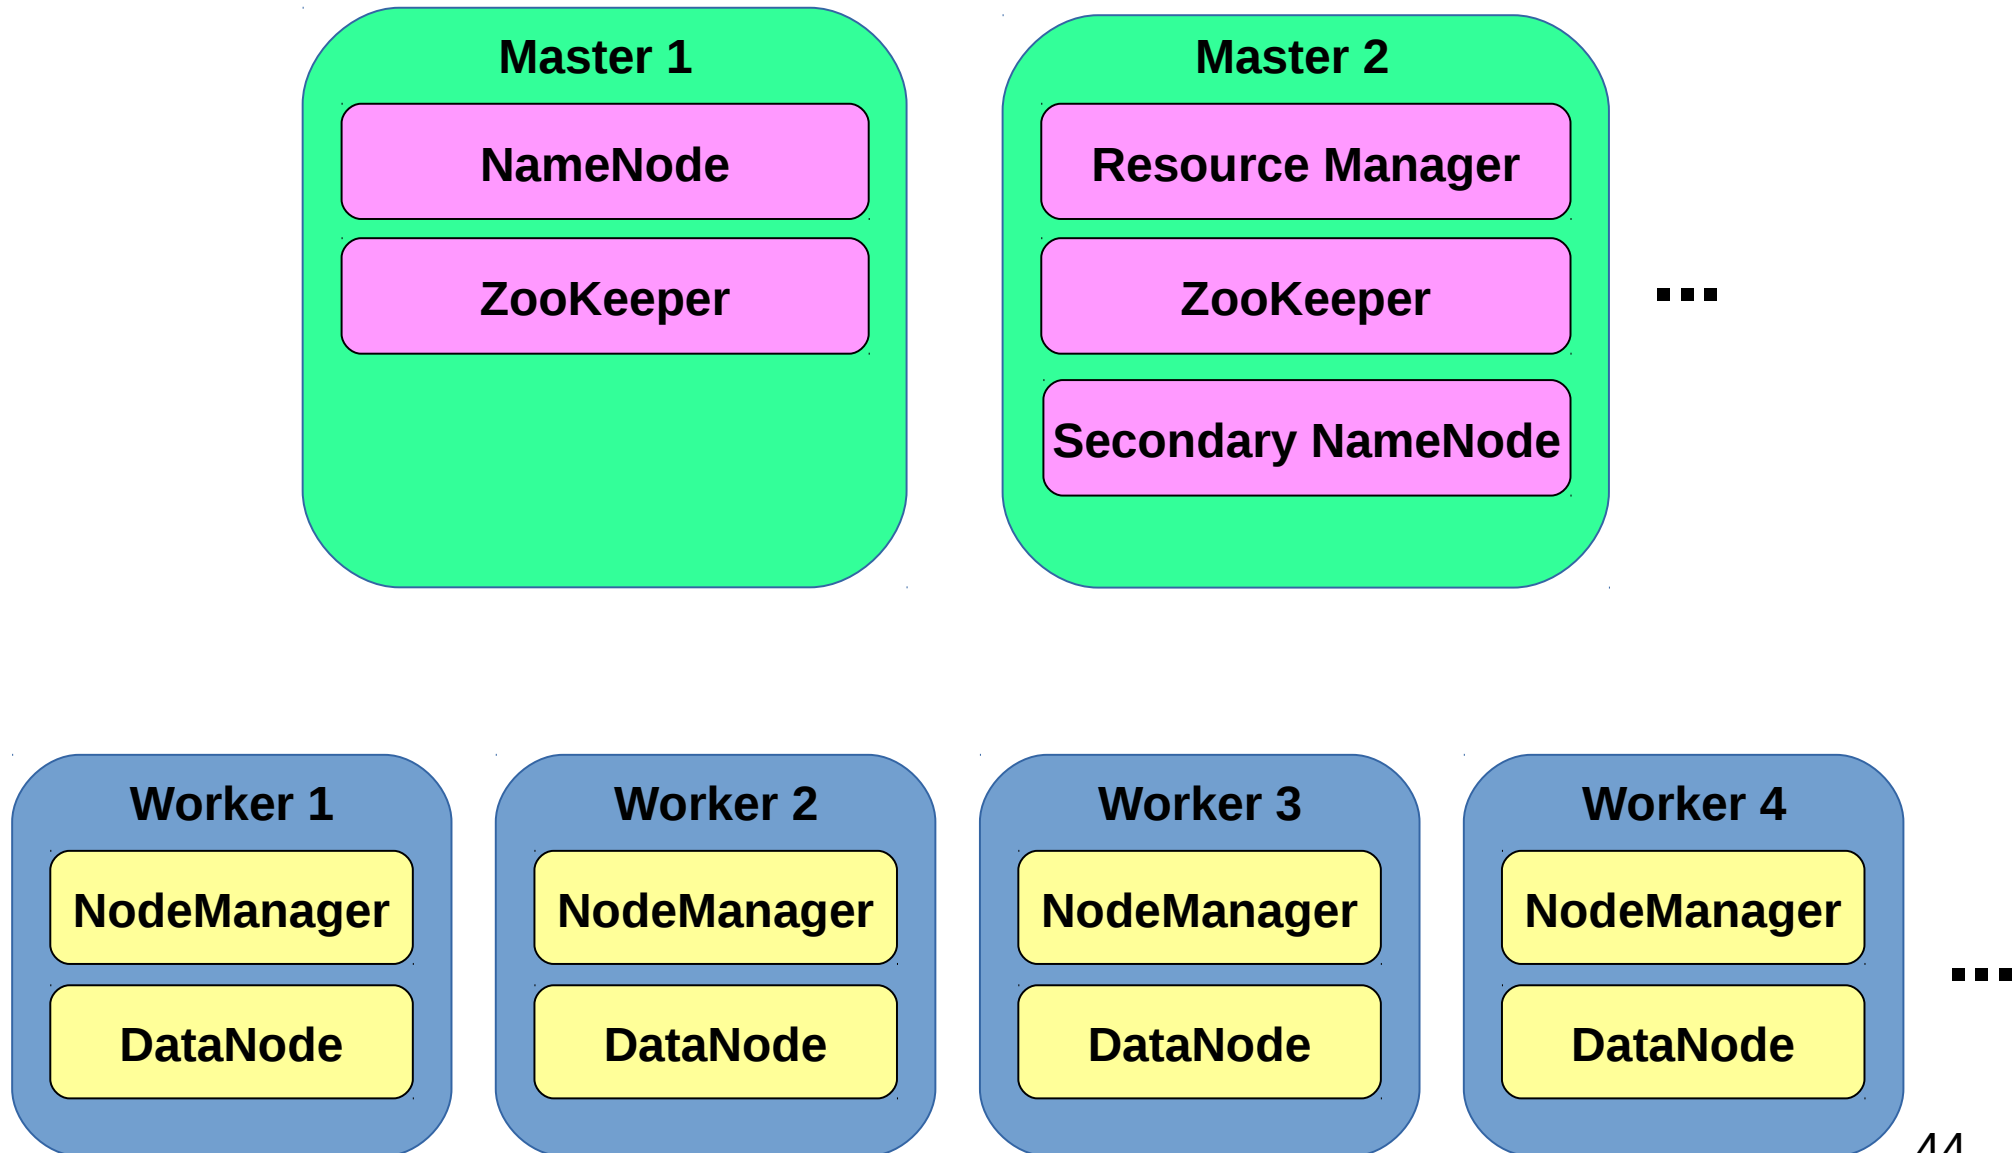 Master 1
NameNode
ZooKeeper
Master 2
Resource Manager
ZooKeeper
Secondary NameNode
...
Worker 1
NodeManager
DataNode
Worker 2
NodeManager
DataNode
Worker 3
NodeManager
DataNode
Worker 4
NodeManager
DataNode
...
44